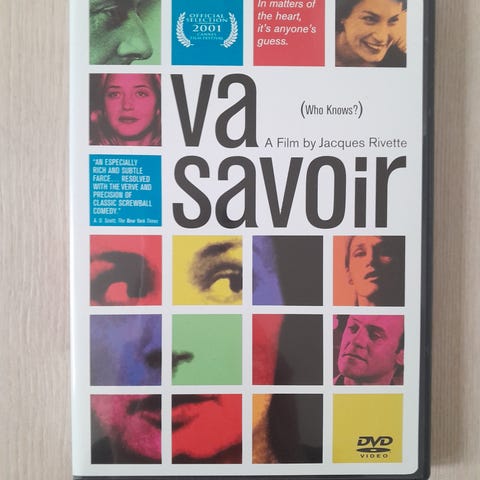 OFFICIAL
SELECTION
2001
CANNES
FILM FESTIVAL
In matters of
the heart,
it's anyone's
guess.
va
(Who Knows?)
A Film by Jacques Rivette
savoir
"AN ESPECIALLY
RICH AND SUBTLE
FARCE... RESOLVED
WITH THE VERVE AND
PRECISION OF
CLASSIC SCREWBALL
COMEDY."
A. O. Scott, The New York Times
DVD
VIDEO